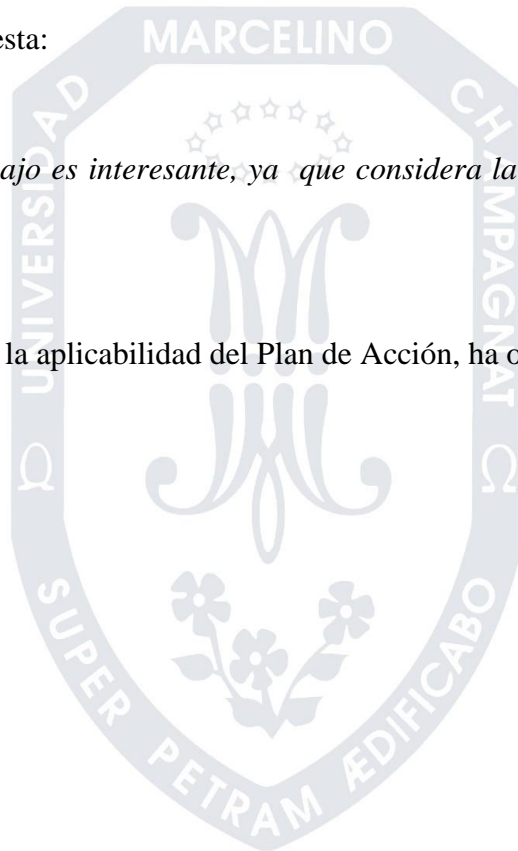 esta:
MARCELINO
CHAMPAGNAT
UNIVERSIDAD
ajo es interesante, ya que considera la
la aplicabilidad del Plan de Acción, ha o
SUPER PETRAM ÆDIFICABO